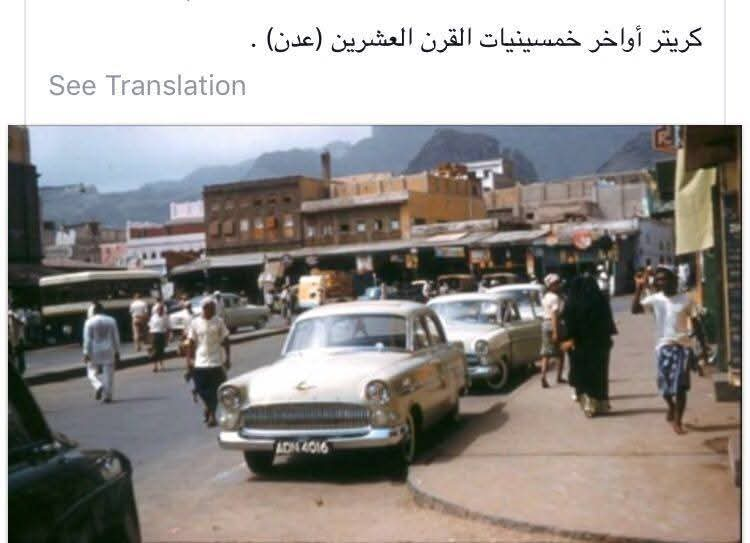 كريتر أواخر خمسينيات القرن العشرين (عدن) .
See Translation
ADN 4016